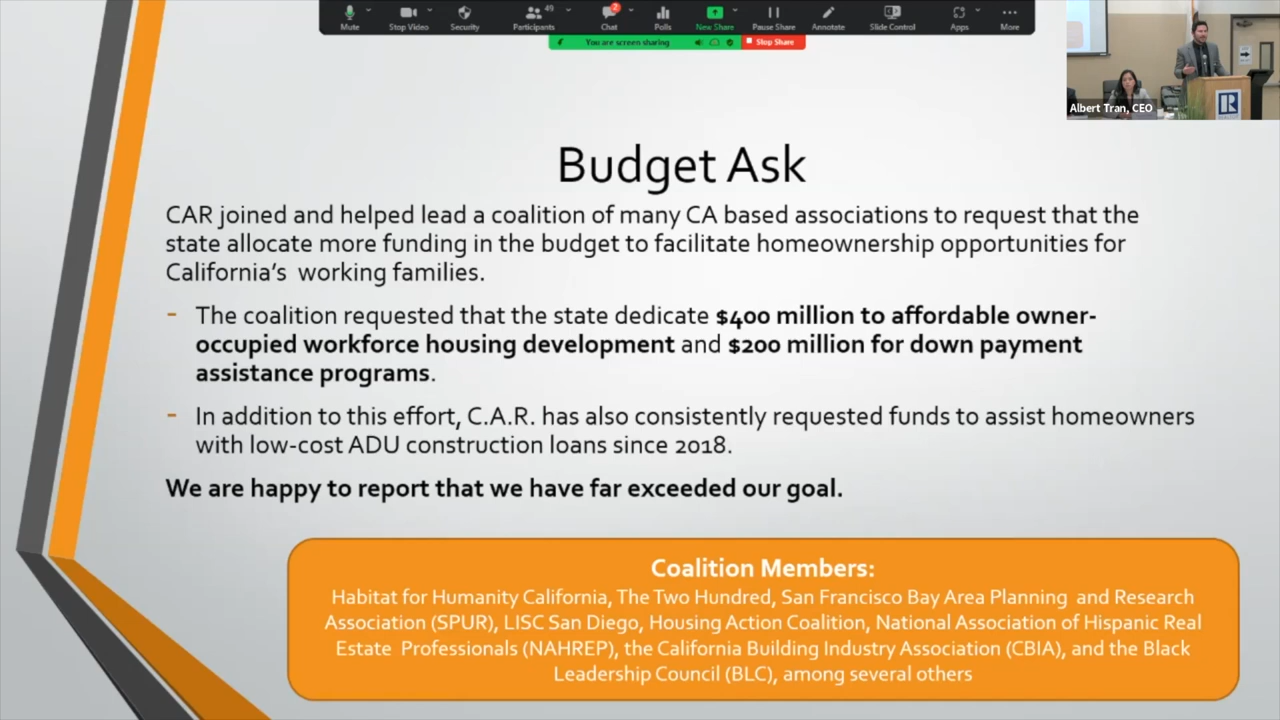 Mute
Stop Video
Security
Participants
49
Chat
2
Polls
New Share
Pause Share
Annotate
Slide Control
Apps
More
You are screen sharing
Stop Share
Albert Tran, CEO
R
Budget Ask
CAR joined and helped lead a coalition of many CA based associations to request that the
state allocate more funding in the budget to facilitate homeownership opportunities for
California’s working families.
- The coalition requested that the state dedicate $400 million to affordable owner-
occupied workforce housing development and $200 million for down payment
assistance programs.
- In addition to this effort, C.A.R. has also consistently requested funds to assist homeowners
with low-cost ADU construction loans since 2018.
We are happy to report that we have far exceeded our goal.
Coalition Members:
Habitat for Humanity California, The Two Hundred, San Francisco Bay Area Planning and Research
Association (SPUR), LISC San Diego, Housing Action Coalition, National Association of Hispanic Real
Estate Professionals (NAHREP), the California Building Industry Association (CBIA), and the Black
Leadership Council (BLC), among several others